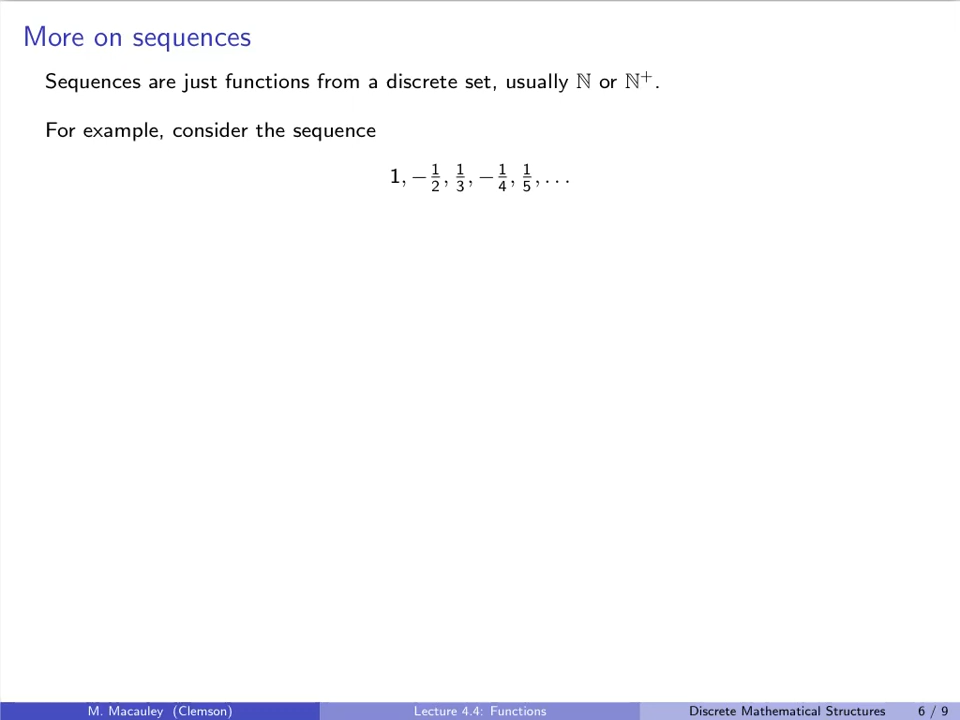 More on sequences
Sequences are just functions from a discrete set, usually ℕ or ℕ⁺.
For example, consider the sequence
1, −1/2, 1/3, −1/4, 1/5, . . .
M. Macauley (Clemson) Lecture 4.4: Functions Discrete Mathematical Structures 6 / 9